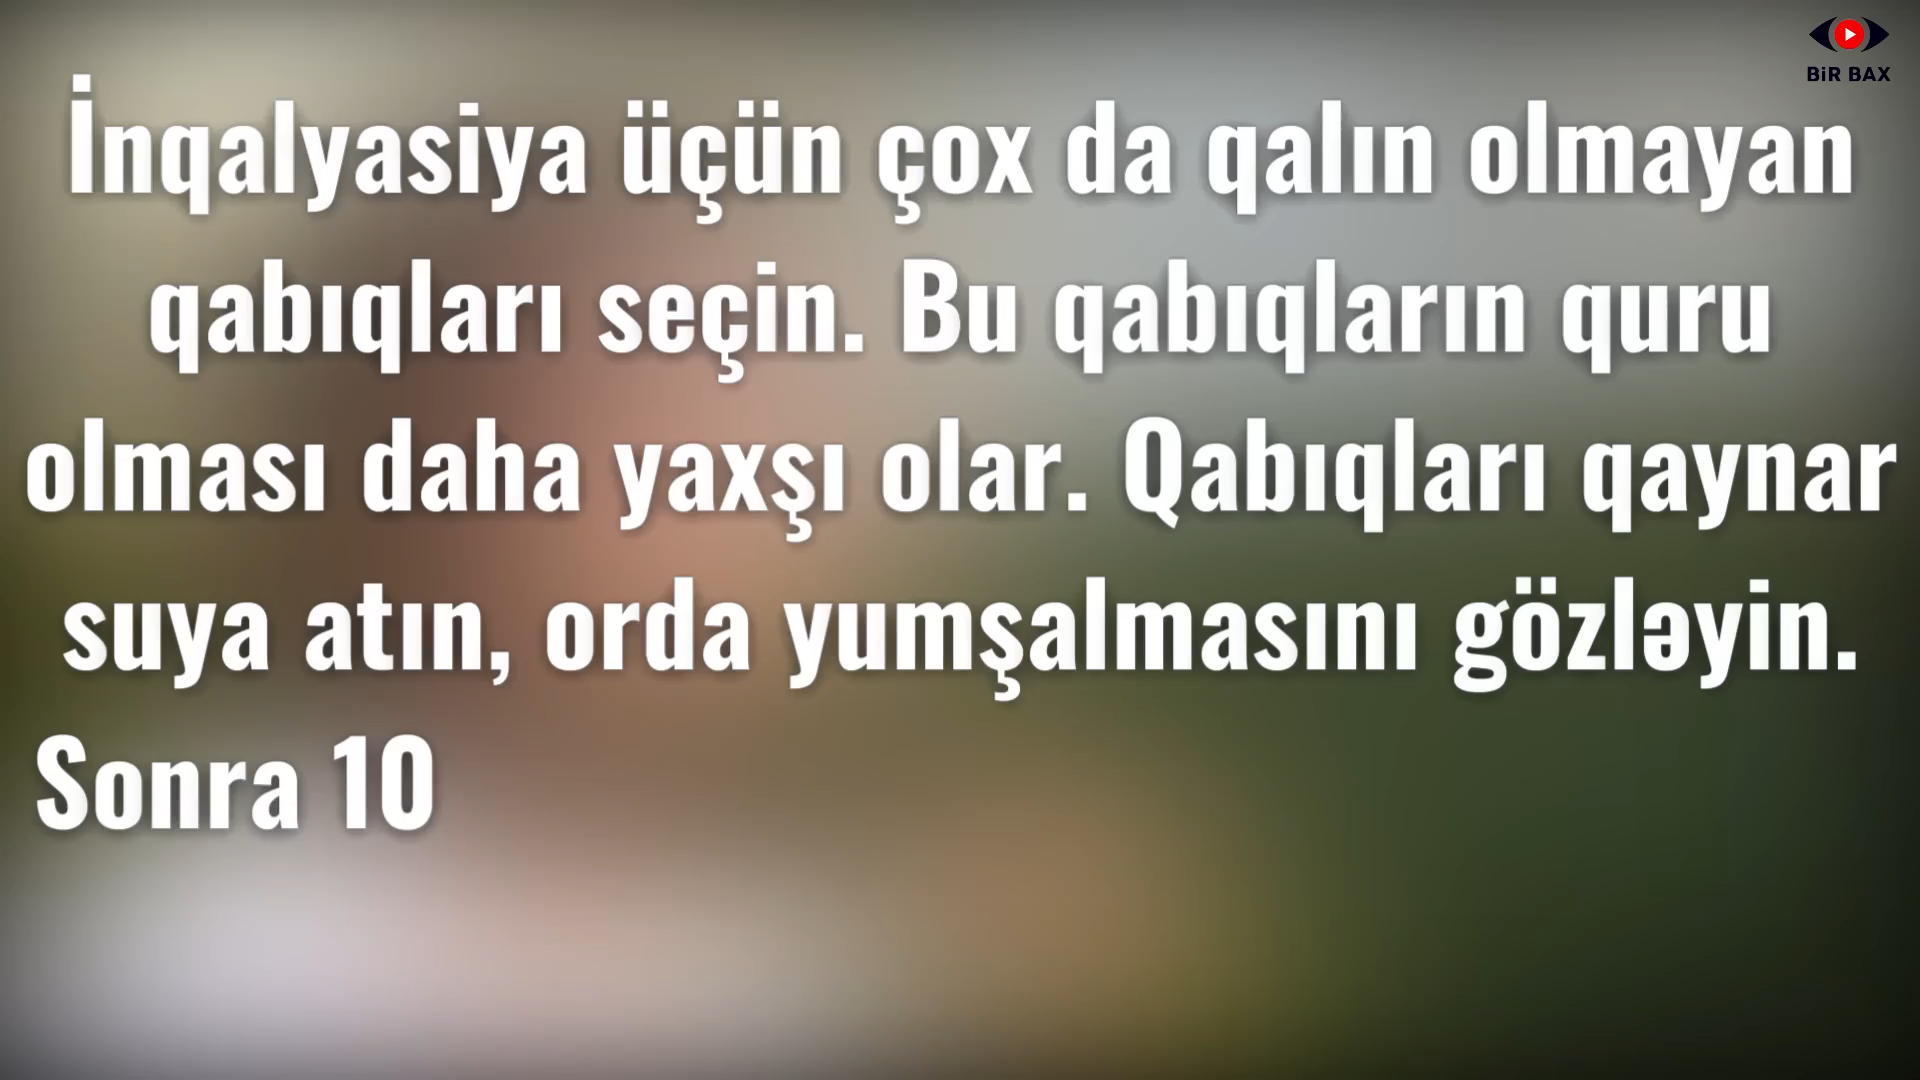 BiR BAX
İnqalyasiya üçün çox da qalın olmayan
qabıqları seçin. Bu qabıqların quru
olması daha yaxşı olar. Qabıqları qaynar
suya atın, orda yumşalmasını gözləyin.
Sonra 10